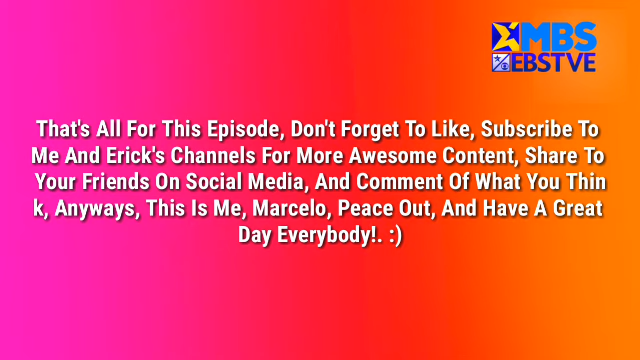 MBS
EBSTVE
That's All For This Episode, Don't Forget To Like, Subscribe To
Me And Erick's Channels For More Awesome Content, Share To
Your Friends On Social Media, And Comment Of What You Thin
k, Anyways, This Is Me, Marcelo, Peace Out, And Have A Great
Day Everybody!. :)